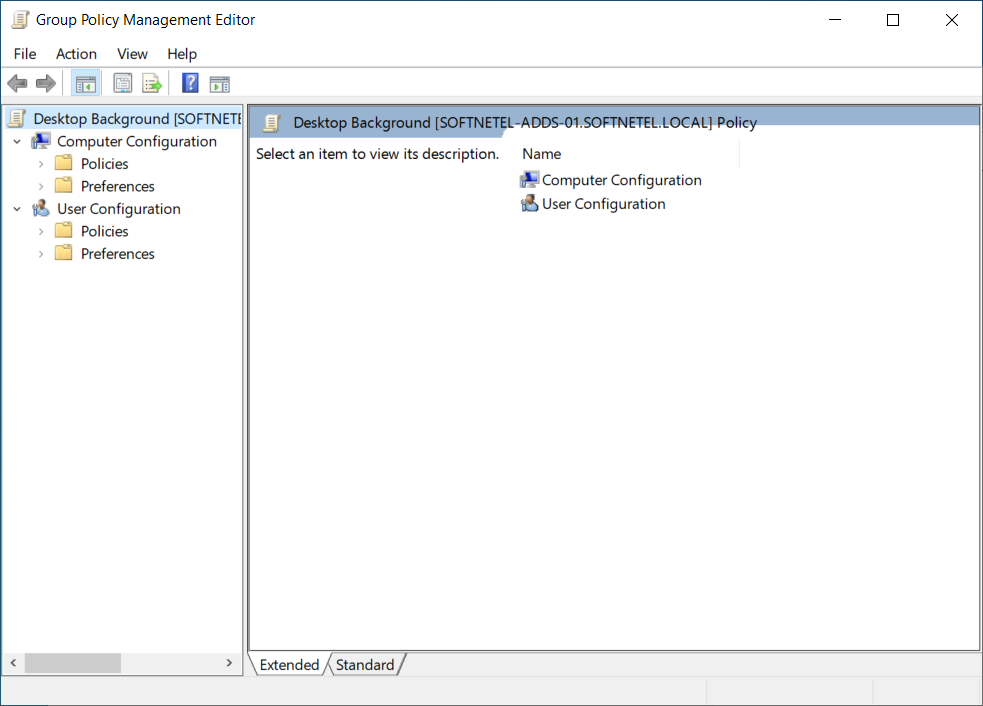 Group Policy Management Editor
File Action View Help
Desktop Background [SOFTNETE
Computer Configuration
Policies
Preferences
User Configuration
Policies
Preferences
Desktop Background [SOFTNETEL-ADDS-01.SOFTNETEL.LOCAL] Policy
Select an item to view its description.
Name
Computer Configuration
User Configuration
Extended Standard